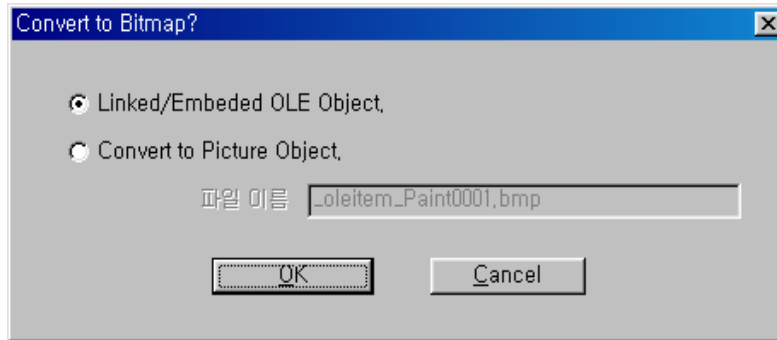 Convert to Bitmap?
Linked/Embeded OLE Object,
Convert to Picture Object,
파일 이름 _oleitem_Paint0001,bmp
OK Cancel